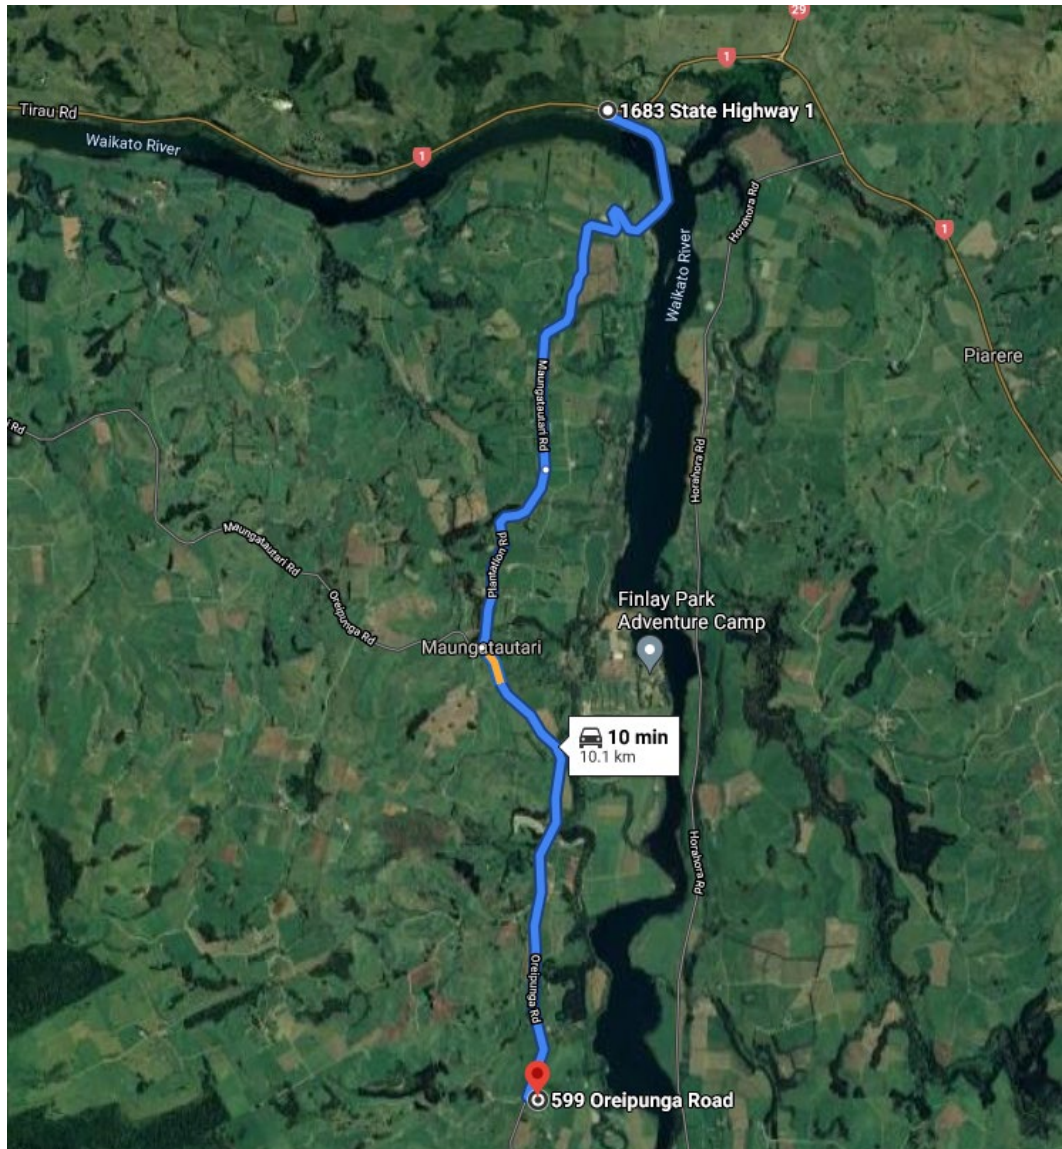 29
1
1683 State Highway 1
Tirau Rd
Waikato River
1
Horahora Rd
1
Waikato River
Piarere
Maungatautari Rd
i Rd
Horahora Rd
Maungatautari Rd
Plantation Rd
Oreipunga Rd
Finlay Park
Adventure Camp
Maungatautari
10 min
10.1 km
Horahora Rd
Oreipunga Rd
599 Oreipunga Road